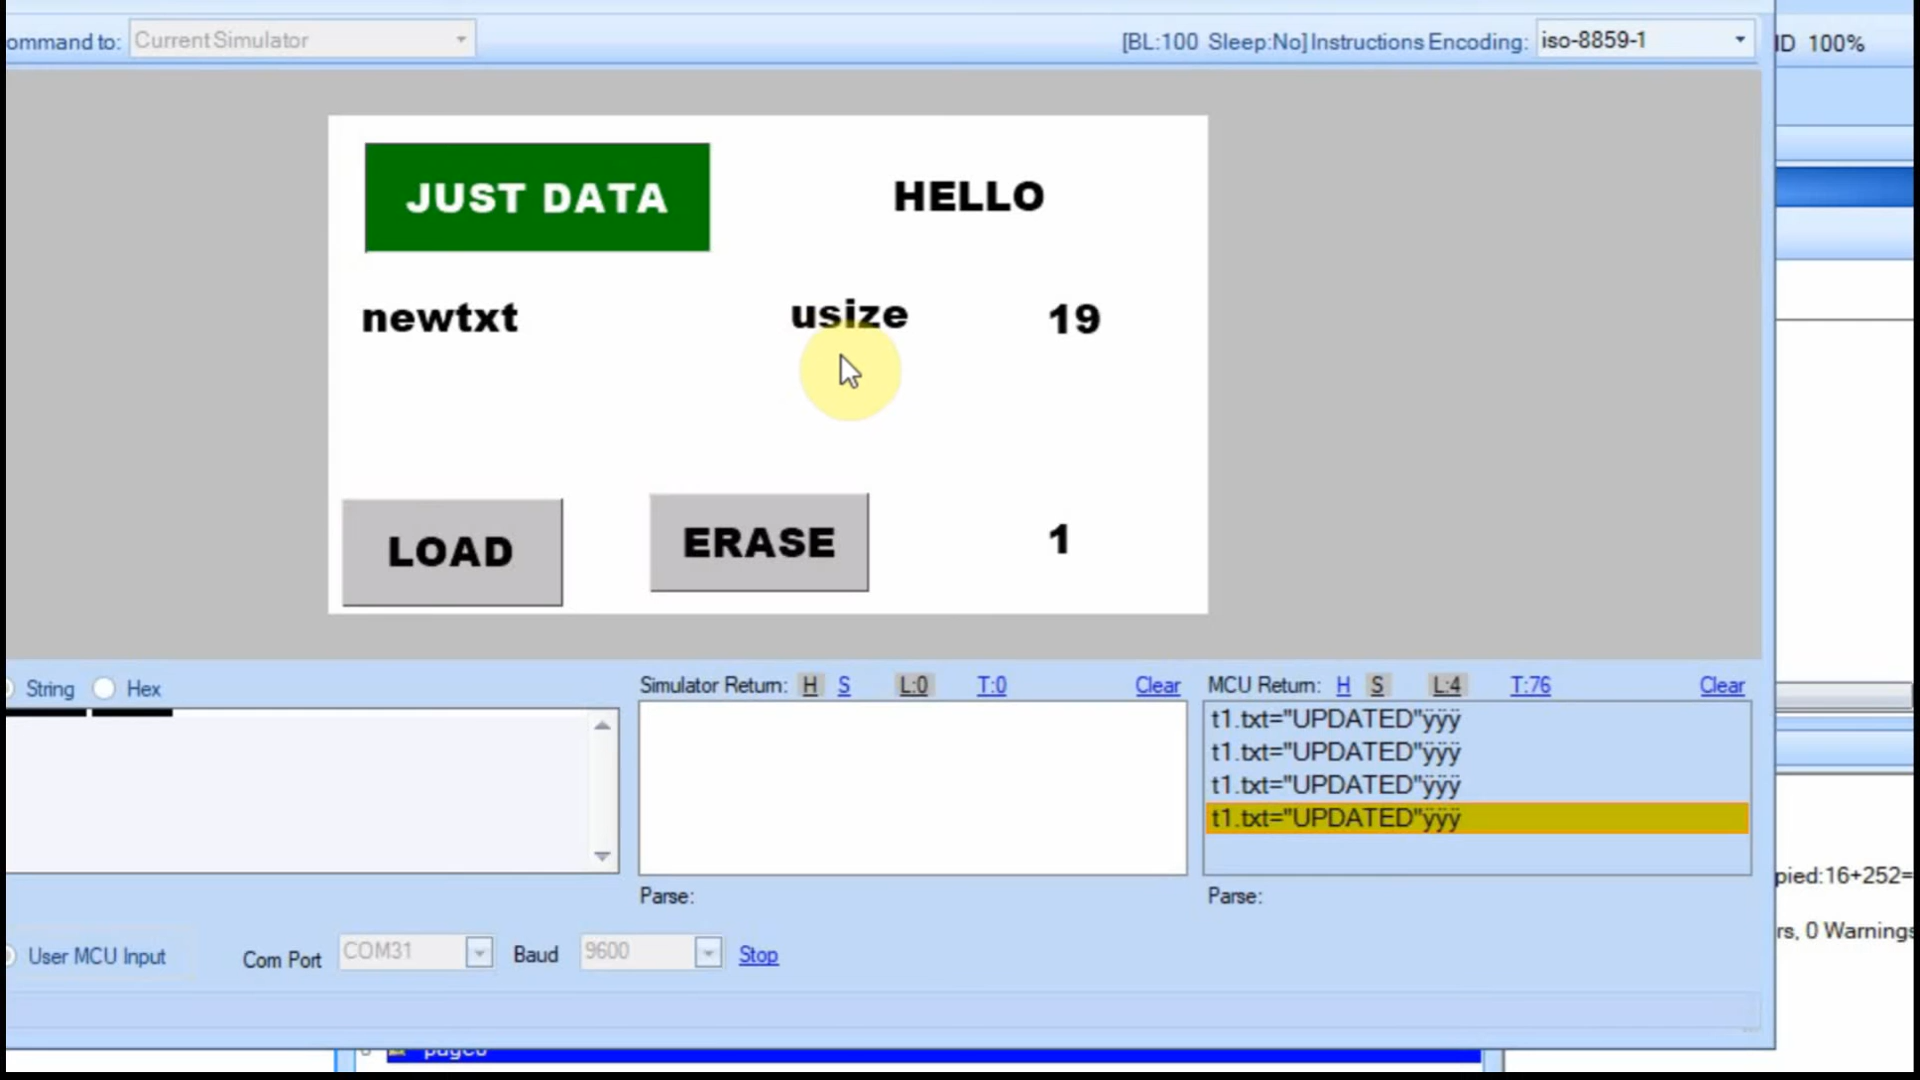 ommand to: Current Simulator [BL:100 Sleep:No] Instructions Encoding: iso-8859-1 ID 100%
JUST DATA HELLO
newtxt usize 19
LOAD ERASE 1
String Hex Simulator Return: H S L:0 T:0 Clear MCU Return: H S L:4 T:76 Clear
t1.txt="UPDATED"ÿÿÿ
t1.txt="UPDATED"ÿÿÿ
t1.txt="UPDATED"ÿÿÿ
t1.txt="UPDATED"ÿÿÿ
Parse: Parse: pied:16+252=
rs, 0 Warnings
User MCU Input Com Port COM31 Baud 9600 Stop